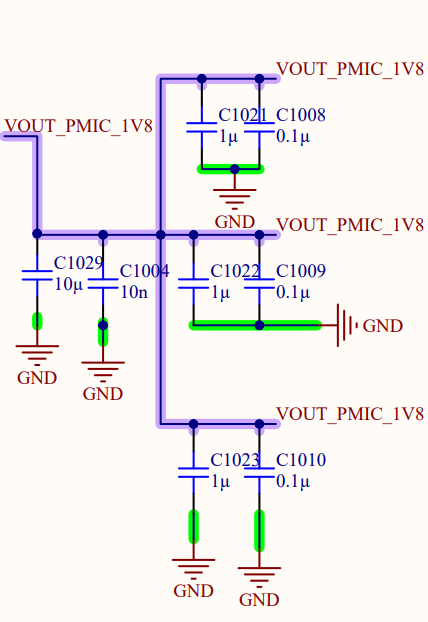 VOUT_PMIC_1V8
C1021 C1008
1µ 0.1µ
VOUT_PMIC_1V8
GND
VOUT_PMIC_1V8
C1029 C1004 C1022 C1009
10µ 10n 1µ 0.1µ
GND
GND
GND
VOUT_PMIC_1V8
C1023 C1010
1µ 0.1µ
GND
GND